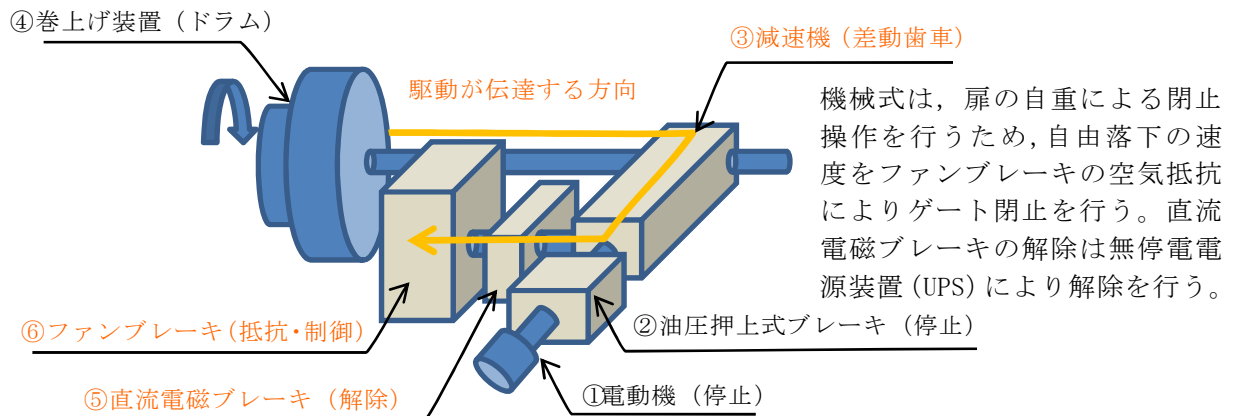 ④巻上げ装置（ドラム）
③減速機（差動歯車）
駆動が伝達する方向
機械式は，扉の自重による閉止
操作を行うため，自由落下の速
度をファンブレーキの空気抵抗
によりゲート閉止を行う。直流
電磁ブレーキの解除は無停電電
源装置(UPS)により解除を行う。
②油圧押上式ブレーキ（停止）
⑥ファンブレーキ(抵抗・制御)
⑤直流電磁ブレーキ（解除）
①電動機（停止）